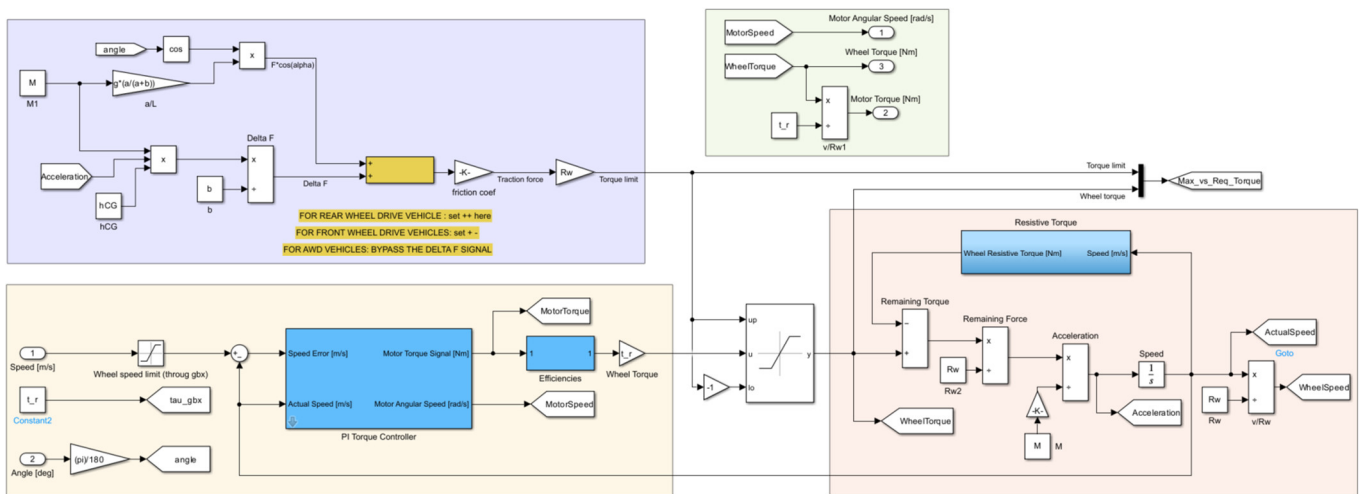 angle
cos
x
F*cos(alpha)
M
M1
g*(a/(a+b))
a/L
Acceleration
x
hCG
hCG
Delta F
x
÷
b
b
Delta F
+
+
-K-
friction coef
Traction force
Rw
Torque limit
FOR REAR WHEEL DRIVE VEHICLE : set ++ here
FOR FRONT WHEEL DRIVE VEHICLES: set + -
FOR AWD VEHICLES: BYPASS THE DELTA F SIGNAL
Motor Angular Speed [rad/s]
MotorSpeed
1
Wheel Torque [Nm]
WheelTorque
3
x
÷
Motor Torque [Nm]
2
t_r
v/Rw1
Torque limit
Wheel torque
Max_vs_Req_Torque
1
Speed [m/s]
Wheel speed limit (throug gbx)
+
-
t_r
Constant2
tau_gbx
2
Angle [deg]
(pi)/180
angle
Speed Error [m/s]
Motor Torque Signal [Nm]
Actual Speed [m/s]
Motor Angular Speed [rad/s]
PI Torque Controller
MotorTorque
1
1
Efficiencies
MotorSpeed
t_r
Wheel Torque
up
u
lo
y
-1
Resistive Torque
Wheel Resistive Torque [Nm]
Speed [m/s]
Remaining Torque
−
+
Remaining Force
x
÷
Rw
Rw2
Acceleration
x
÷
-K-
M
M
Speed
1
s
Acceleration
WheelTorque
ActualSpeed
Goto
x
÷
Rw
Rw
v/Rw
WheelSpeed